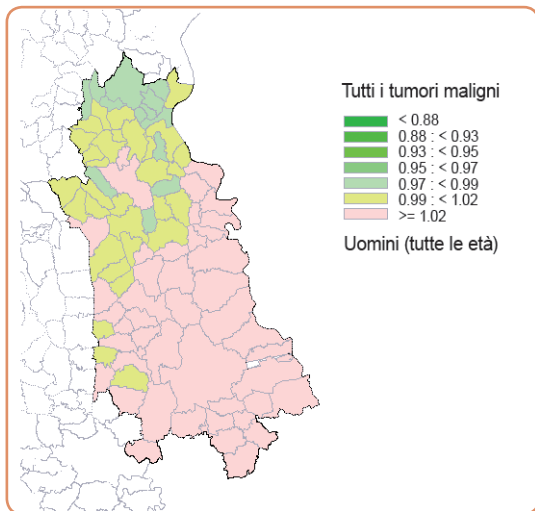 Tutti i tumori maligni
< 0.88
0.88 : < 0.93
0.93 : < 0.95
0.95 : < 0.97
0.97 : < 0.99
0.99 : < 1.02
>= 1.02
Uomini (tutte le età)